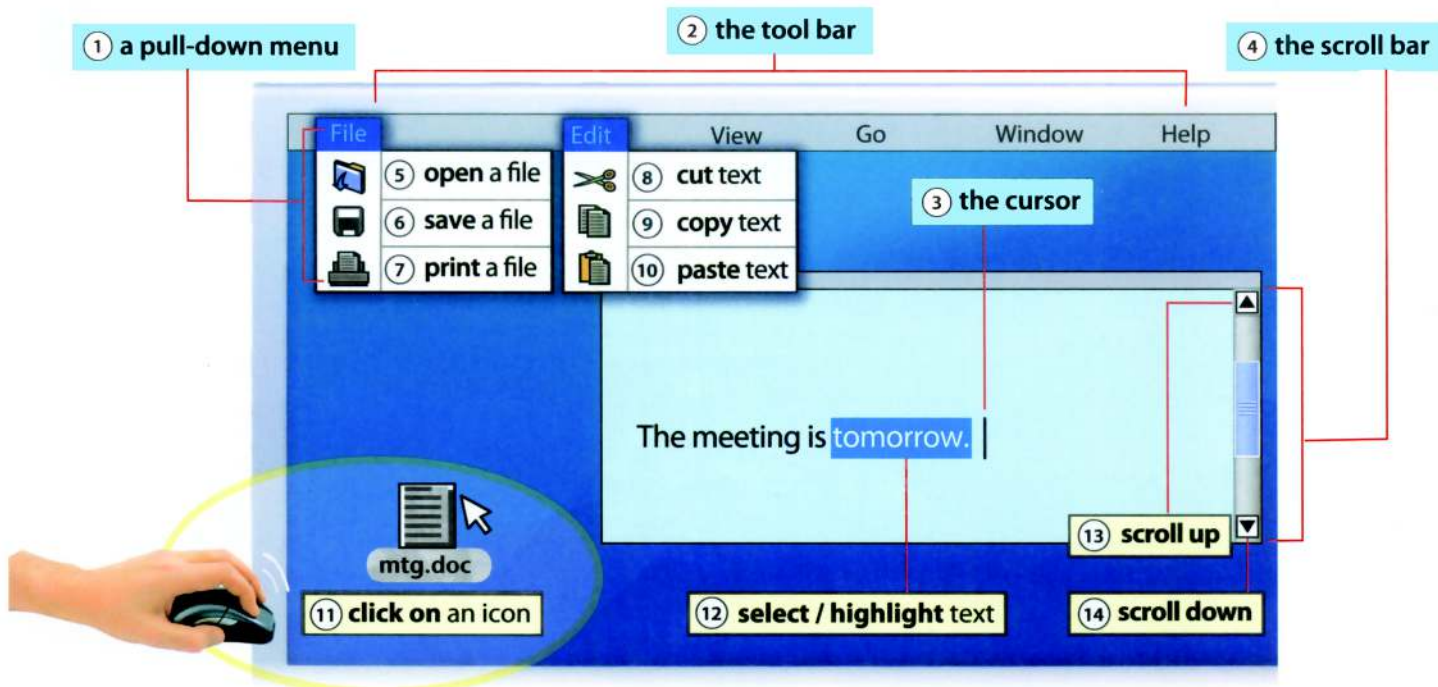 ① a pull-down menu
② the tool bar
④ the scroll bar
File Edit View Go Window Help
⑤ open a file
⑥ save a file
⑦ print a file
⑧ cut text
⑨ copy text
⑩ paste text
③ the cursor
The meeting is tomorrow.
mtg.doc
⑪ click on an icon
⑫ select / highlight text
⑬ scroll up
⑭ scroll down